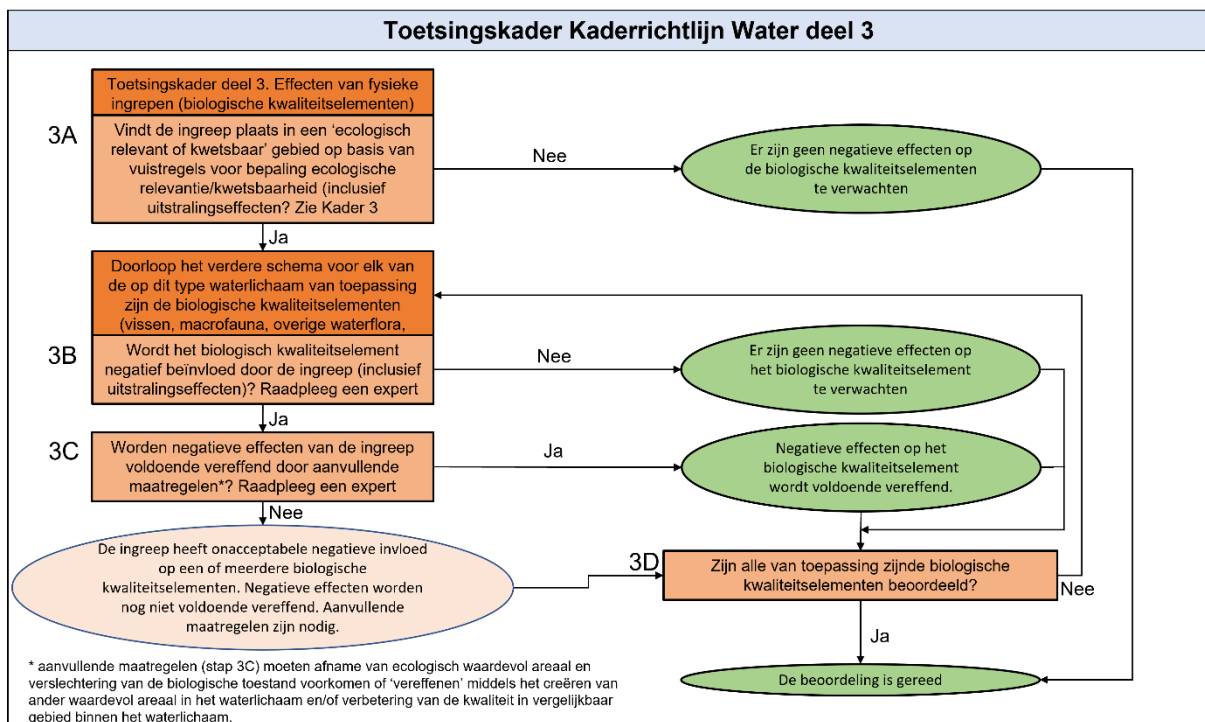 Toetsingskader Kaderrichtlijn Water deel 3
Toetsingskader deel 3. Effecten van fysieke
ingrepen (biologische kwaliteitselementen)
3A
Vindt de ingreep plaats in een ‘ecologisch
relevant of kwetsbaar’ gebied op basis van
vuistregels voor bepaling ecologische
relevantie/kwetsbaarheid (inclusief
uitstralingseffecten? Zie Kader 3
Nee
Er zijn geen negatieve effecten op
de biologische kwaliteitselementen
te verwachten
Ja
Doorloop het verdere schema voor elk van
de op dit type waterlichaam van toepassing
zijn de biologische kwaliteitselementen
(vissen, macrofauna, overige waterflora,
3B
Wordt het biologisch kwaliteitselement
negatief beïnvloed door de ingreep (inclusief
uitstralingseffecten)? Raadpleeg een expert
Nee
Er zijn geen negatieve effecten op
het biologische kwaliteitselement
te verwachten
Ja
3C
Worden negatieve effecten van de ingreep
voldoende vereffend door aanvullende
maatregelen*? Raadpleeg een expert
Ja
Negatieve effecten op het
biologische kwaliteitselement
wordt voldoende vereffend.
Nee
De ingreep heeft onacceptabele negatieve invloed
op een of meerdere biologische
kwaliteitselementen. Negatieve effecten worden
nog niet voldoende vereffend. Aanvullende
maatregelen zijn nodig.
3D
Zijn alle van toepassing zijnde biologische
kwaliteitselementen beoordeeld?
Nee
Ja
De beoordeling is gereed
* aanvullende maatregelen (stap 3C) moeten afname van ecologisch waardevol areaal en
verslechtering van de biologische toestand voorkomen of ‘vereffenen’ middels het creëren van
ander waardevol areaal in het waterlichaam en/of verbetering van de kwaliteit in vergelijkbaar
gebied binnen het waterlichaam.